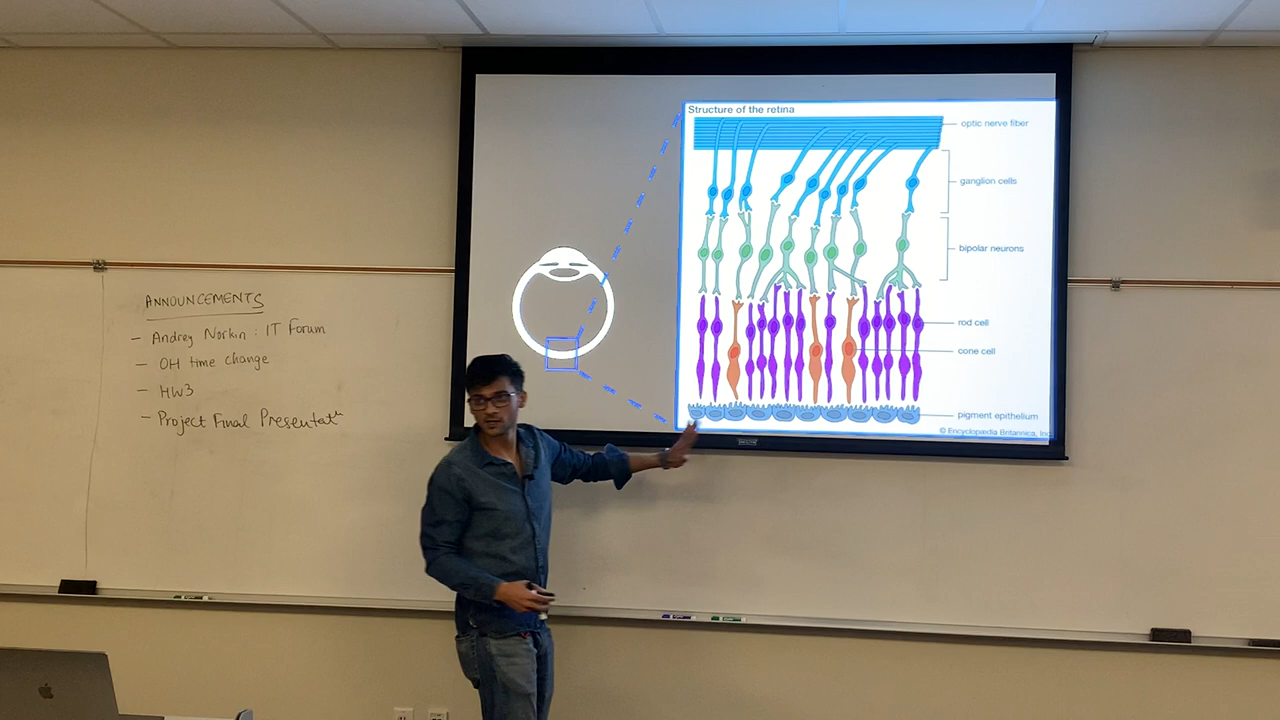 ANNOUNCEMENTS
- Andrey Norkin : IT Forum
- OH time change
- HW3
- Project Final Presentatn
Structure of the retina
optic nerve fiber
ganglion cells
bipolar neurons
rod cell
cone cell
pigment epithelium
© Encyclopædia Britannica, Inc